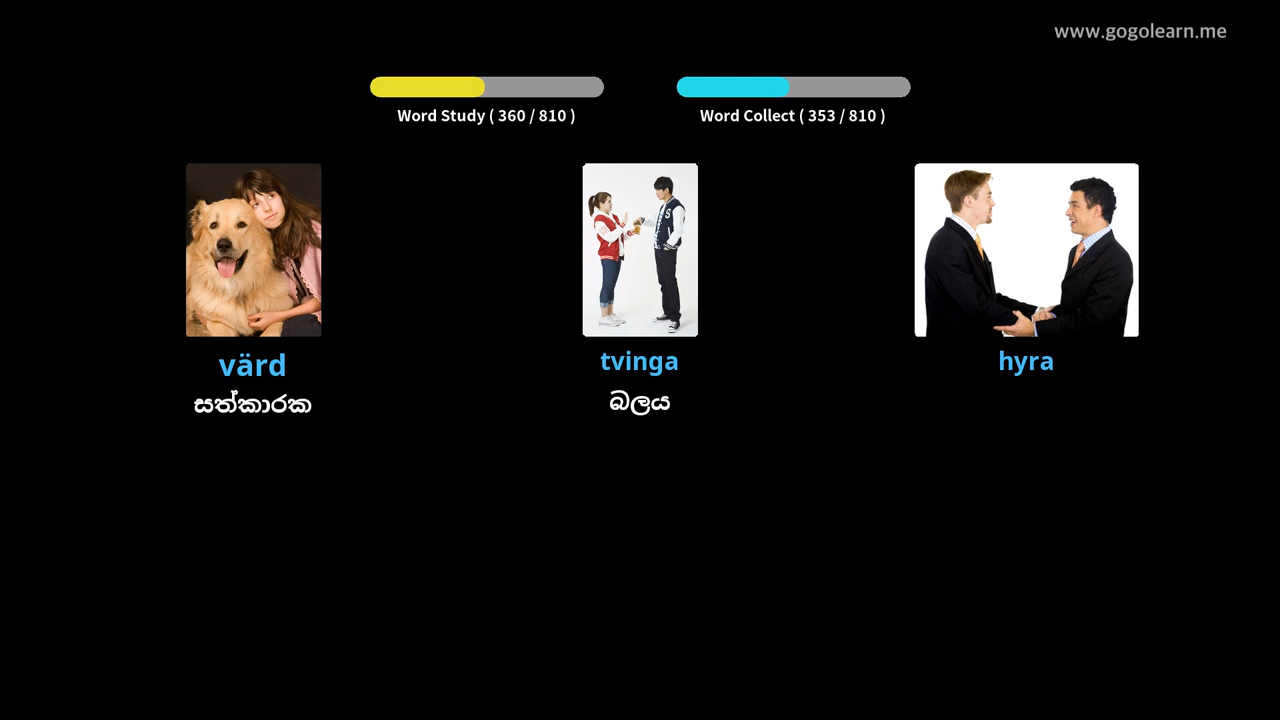 www.gogolearn.me
Word Study ( 360 / 810 )
Word Collect ( 353 / 810 )
värd
tvinga
hyra
සත්කාරක
බලය